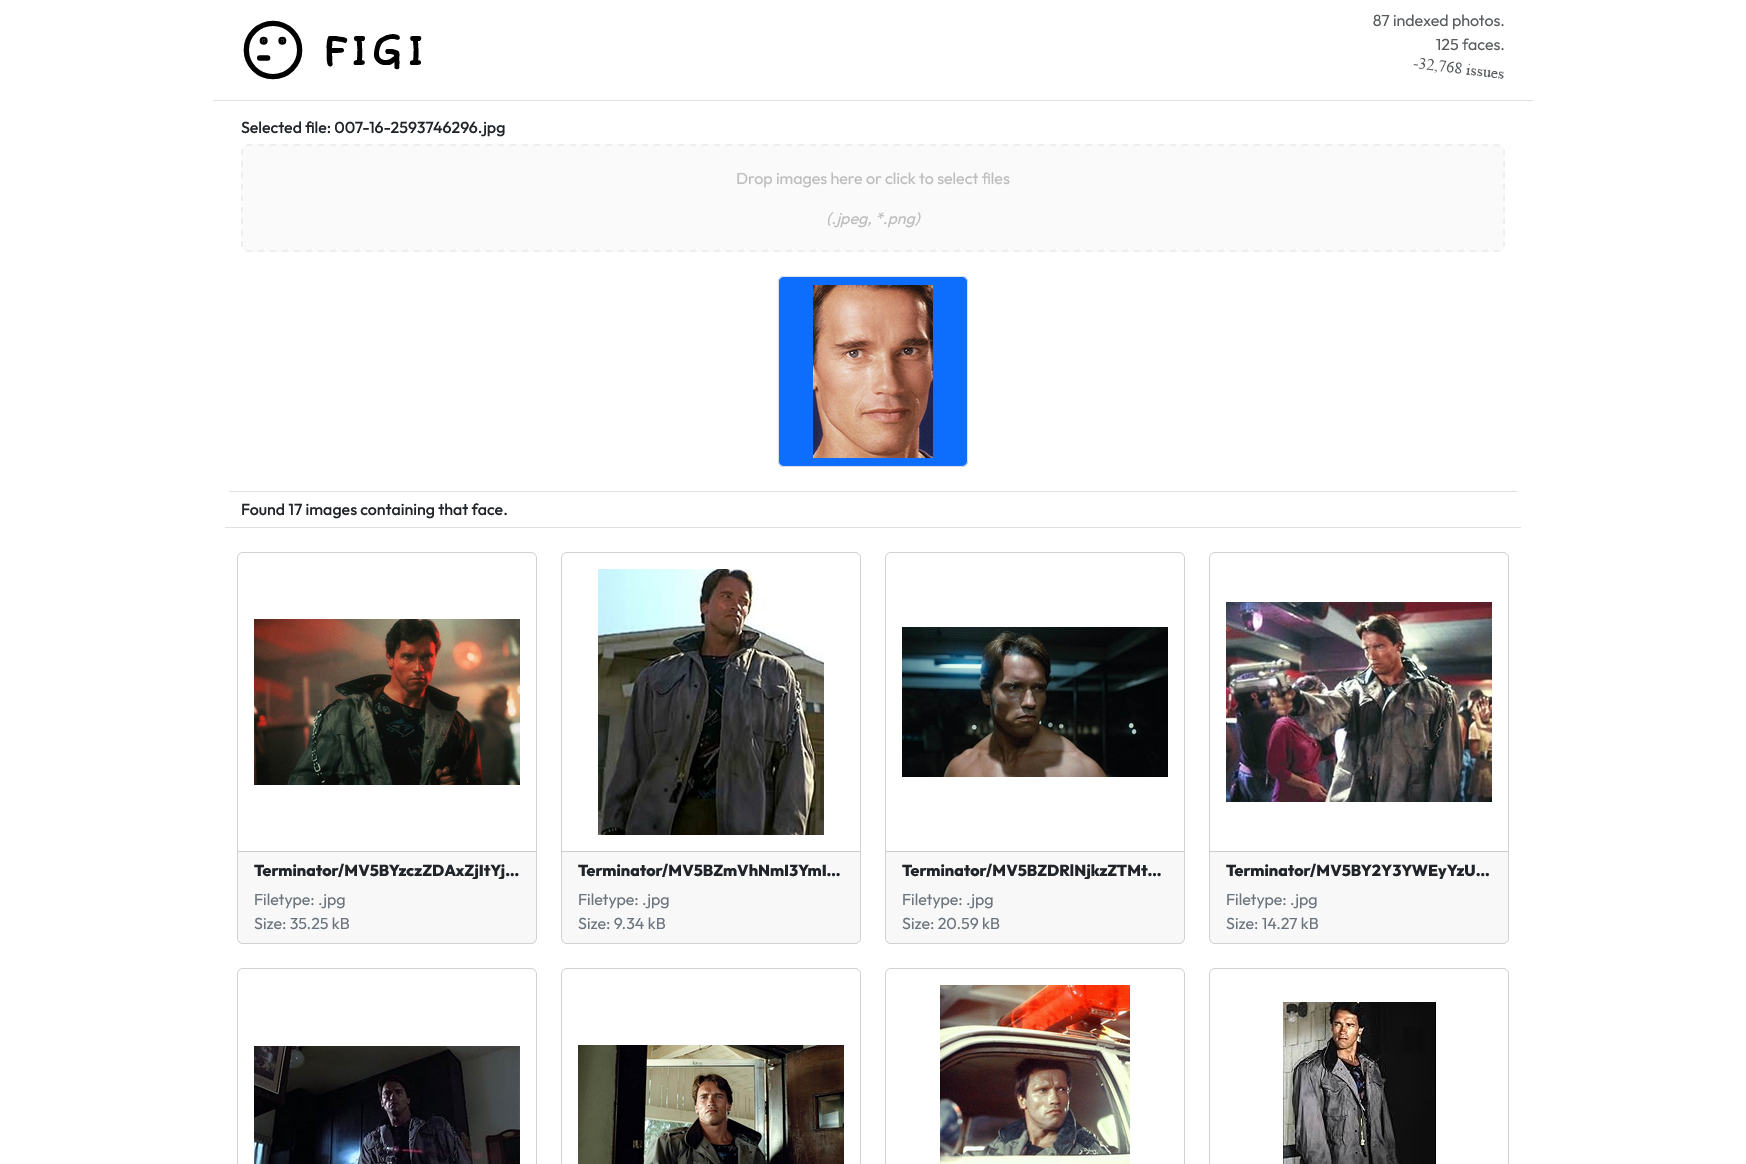 FIGI
87 indexed photos.
125 faces.
-32,768 issues
Selected file: 007-16-2593746296.jpg
Drop images here or click to select files
(.jpeg, *.png)
Found 17 images containing that face.
Terminator/MV5BYzczZDAxZjItYj...
Filetype: .jpg
Size: 35.25 kB
Terminator/MV5BZmVhNmI3YmI...
Filetype: .jpg
Size: 9.34 kB
Terminator/MV5BZDRlNjkzZTMt...
Filetype: .jpg
Size: 20.59 kB
Terminator/MV5BY2Y3YWEyYzU...
Filetype: .jpg
Size: 14.27 kB